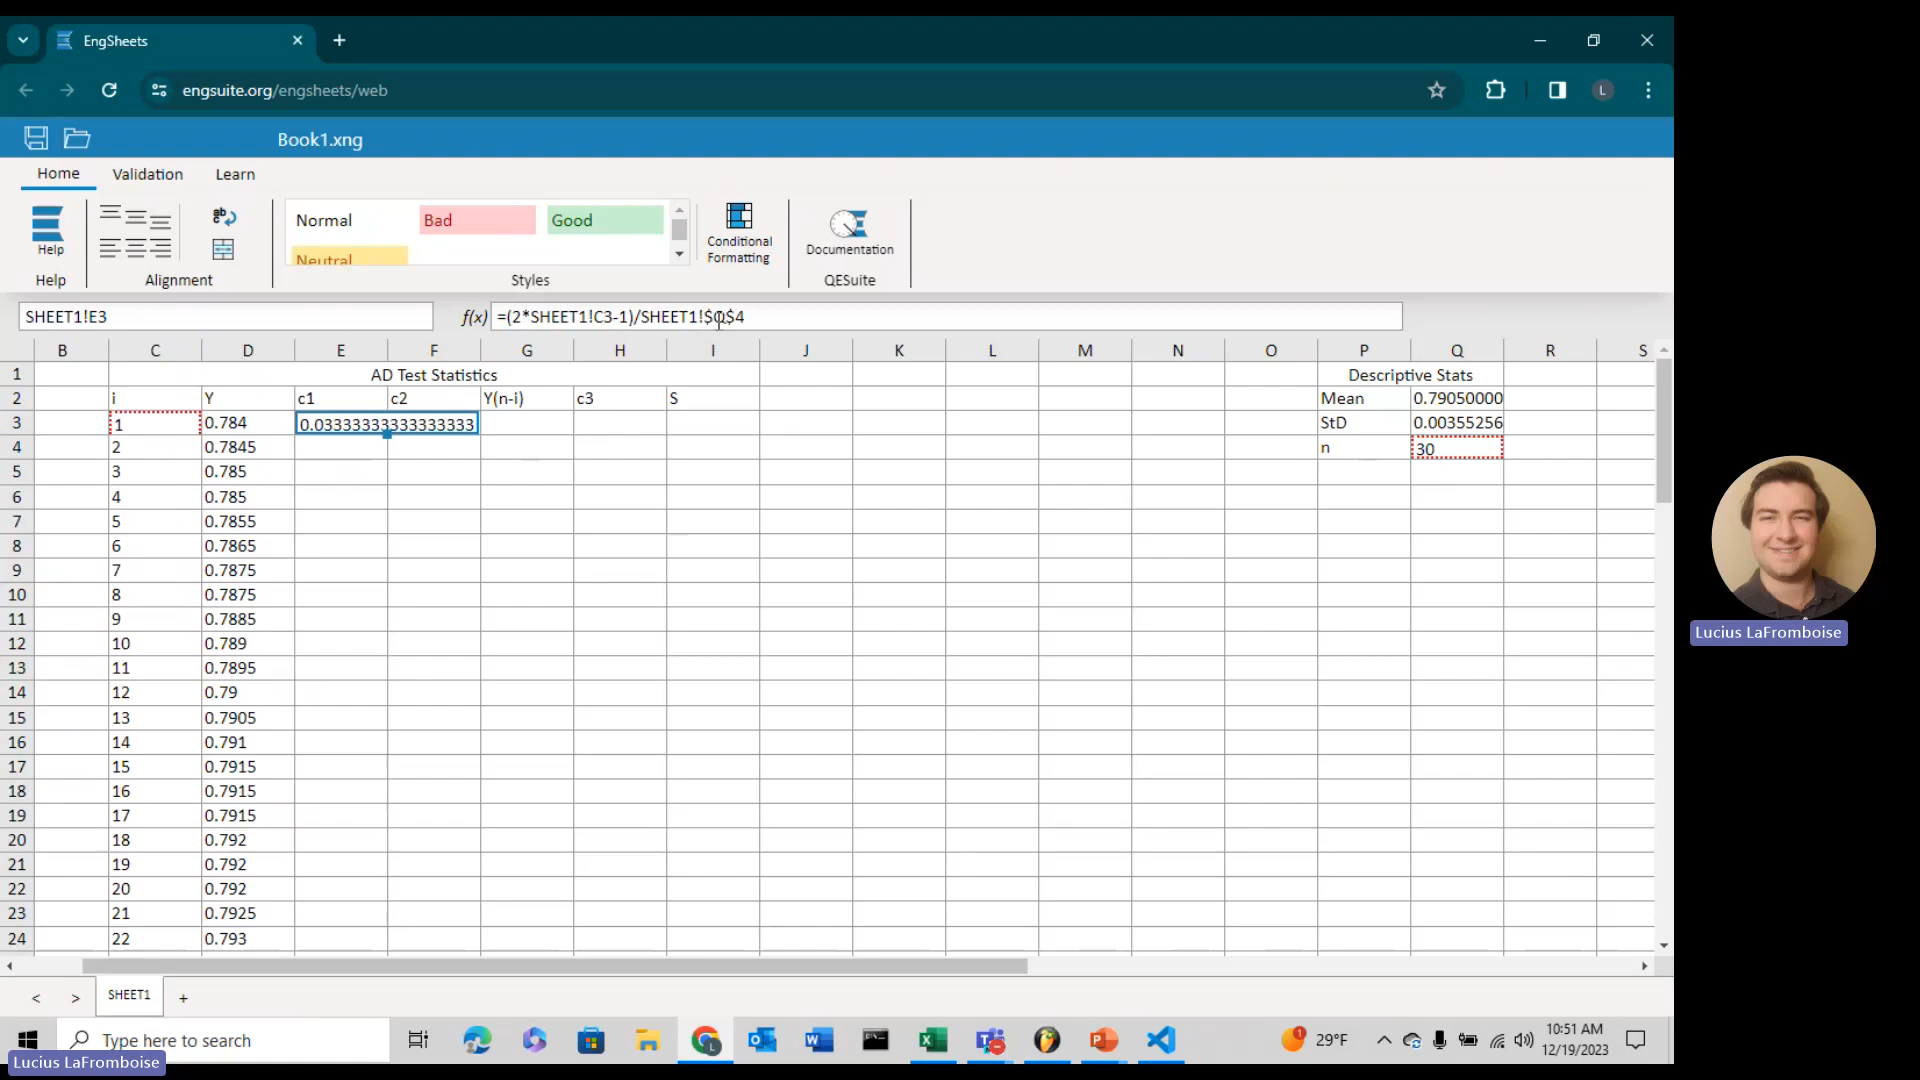 EngSheets
engsuite.org/engsheets/web
L
Book1.xng
Home Validation Learn
Help
Help
Alignment
Normal Bad Good
Neutral
Styles
Conditional
Formatting
Documentation
QESuite
SHEET1!E3 f(x) =(2*SHEET1!C3-1)/SHEET1!$Q$4
B C D E F G H I J K L M N O P Q R S
1 AD Test Statistics Descriptive Stats
2 i Y c1 c2 Y(n-i) c3 S Mean 0.79050000
3 1 0.784 0.03333333333333333 StD 0.00355256
4 2 0.7845 n 30
5 3 0.785
6 4 0.785
7 5 0.7855
8 6 0.7865
9 7 0.7875
10 8 0.7875
11 9 0.7885
12 10 0.789
13 11 0.7895
14 12 0.79
15 13 0.7905
16 14 0.791
17 15 0.7915
18 16 0.7915
19 17 0.7915
20 18 0.792
21 19 0.792
22 20 0.792
23 21 0.7925
24 22 0.793
< > SHEET1 +
Type here to search
1 29°F
10:51 AM
12/19/2023
Lucius LaFromboise
Lucius LaFromboise